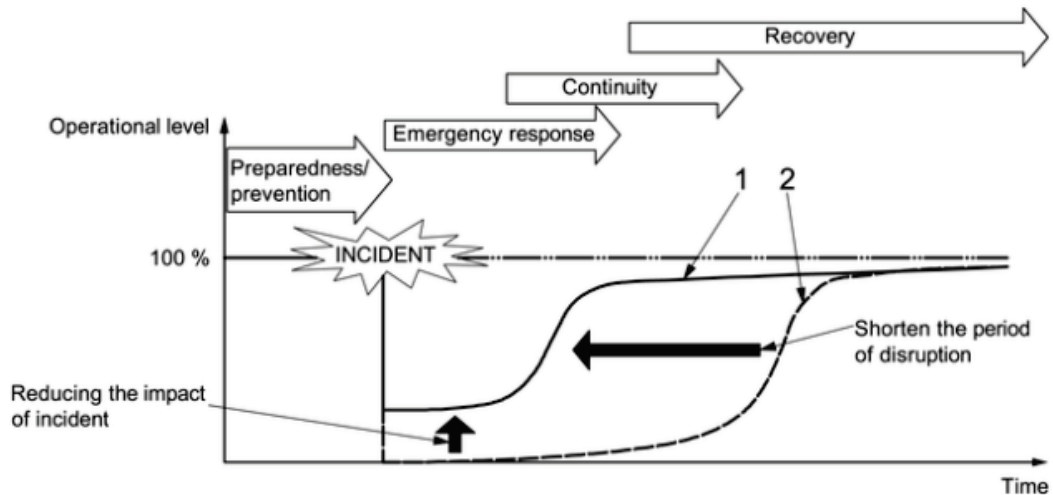 Recovery
Continuity
Operational level
Emergency response
Preparedness/
prevention
1 2
100 %
INCIDENT
Shorten the period
of disruption
Reducing the impact
of incident
Time